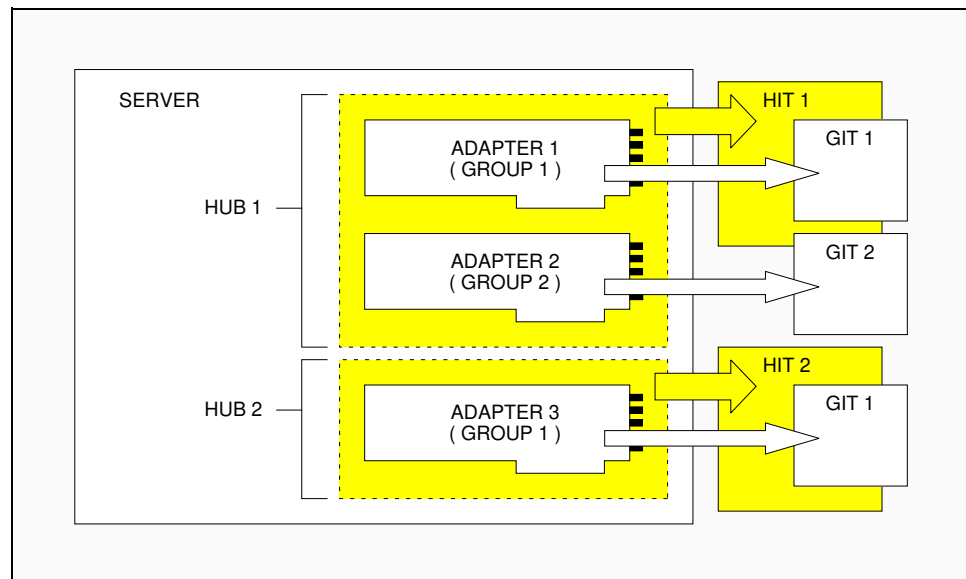 SERVER
HUB 1
ADAPTER 1
( GROUP 1 )
HIT 1
GIT 1
ADAPTER 2
( GROUP 2 )
GIT 2
HUB 2
ADAPTER 3
( GROUP 1 )
HIT 2
GIT 1